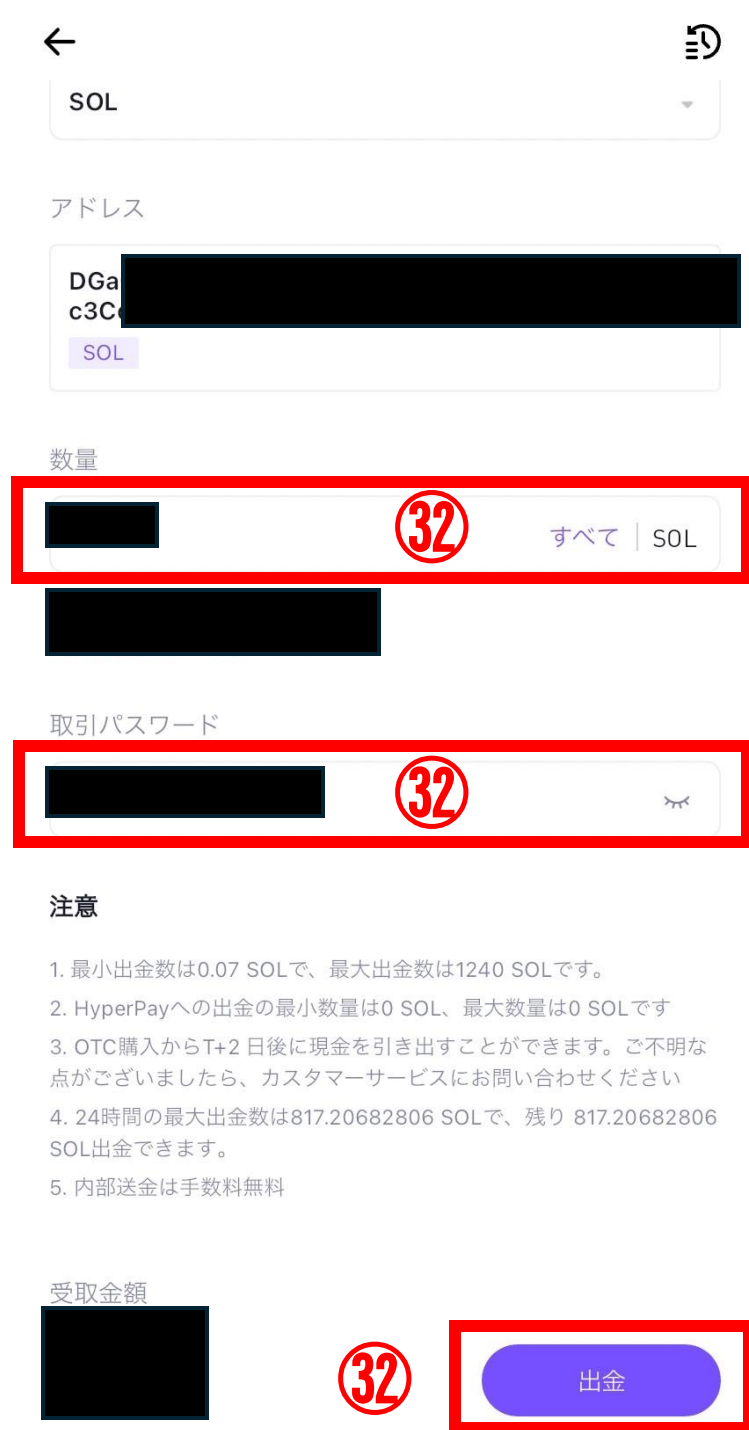 SOL
アドレス
DGa
c3C
SOL
数量
㉜
すべて | SOL
取引パスワード
㉜
注意
1. 最小出金数は0.07 SOLで、最大出金数は1240 SOLです。
2. HyperPayへの出金の最小数量は0 SOL、最大数量は0 SOLです
3. OTC購入からT+2 日後に現金を引き出すことができます。ご不明な
点がございましたら、カスタマーサービスにお問い合わせください
4. 24時間の最大出金数は817.20682806 SOLで、残り 817.20682806
SOL出金できます。
5. 内部送金は手数料無料
受取金額
㉜
出金